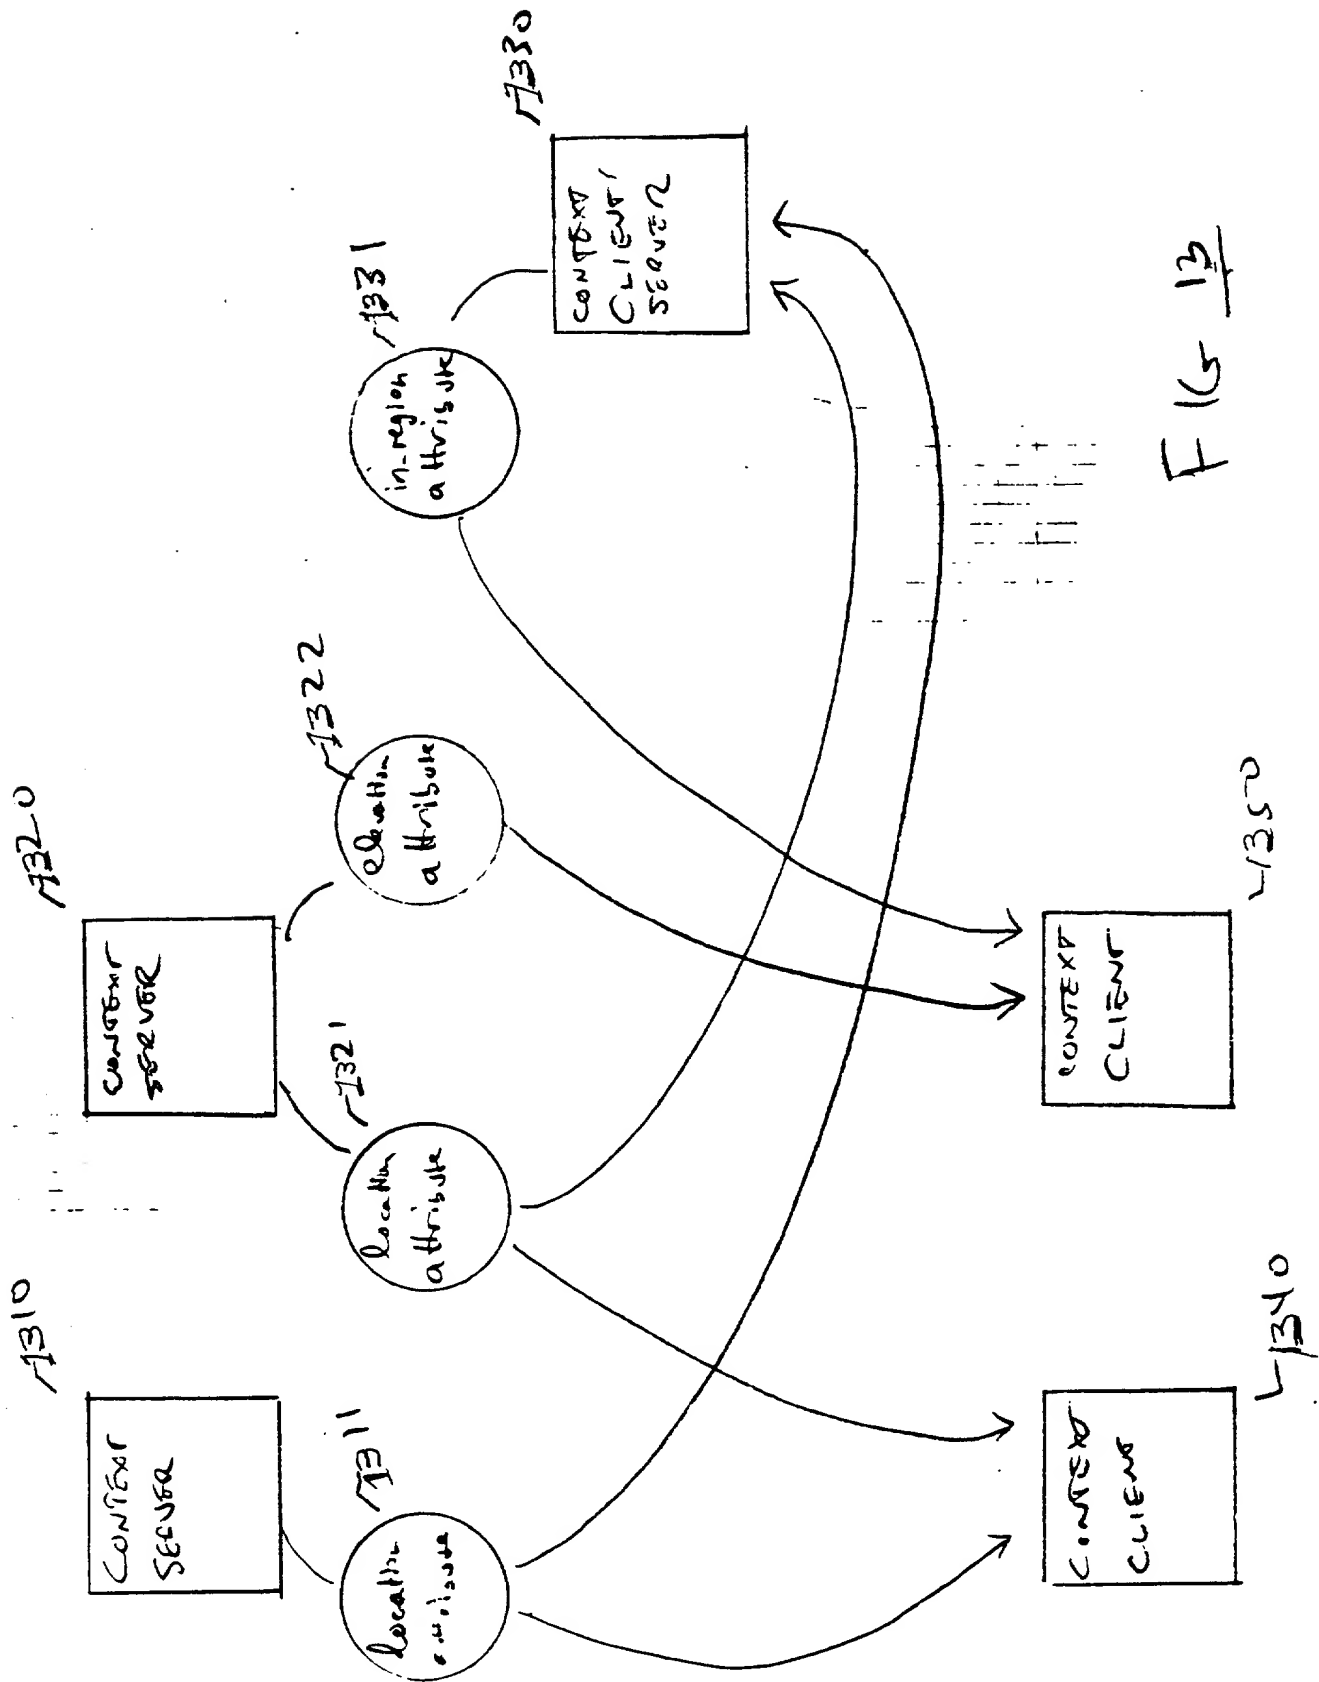 1310
CONTEXT
SERVER
1320
CONTEXT
SERVER
1311
location
attribute
1321
location
attribute
1322
elevation
attribute
1331
in-region
attribute
1330
CONTEXT
CLIENT/
SERVER
CONTEXT
CLIENT
1340
CONTEXT
CLIENT
1350
FIG 13